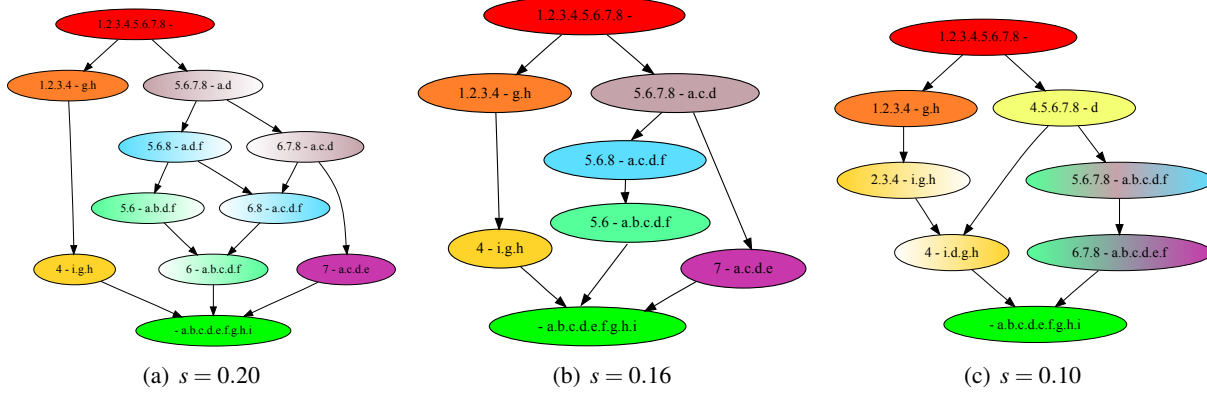 1.2.3.4.5.6.7.8 -
1.2.3.4 - g.h
5.6.7.8 - a.d
5.6.8 - a.d.f
6.7.8 - a.c.d
5.6 - a.b.d.f
6.8 - a.c.d.f
4 - i.g.h
6 - a.b.c.d.f
7 - a.c.d.e
- a.b.c.d.e.f.g.h.i
(a) s = 0.20
1.2.3.4.5.6.7.8 -
1.2.3.4 - g.h
5.6.7.8 - a.c.d
5.6.8 - a.c.d.f
5.6 - a.b.c.d.f
4 - i.g.h
7 - a.c.d.e
- a.b.c.d.e.f.g.h.i
(b) s = 0.16
1.2.3.4.5.6.7.8 -
1.2.3.4 - g.h
4.5.6.7.8 - d
2.3.4 - i.g.h
5.6.7.8 - a.b.c.d.f
4 - i.d.g.h
6.7.8 - a.b.c.d.e.f
- a.b.c.d.e.f.g.h.i
(c) s = 0.10